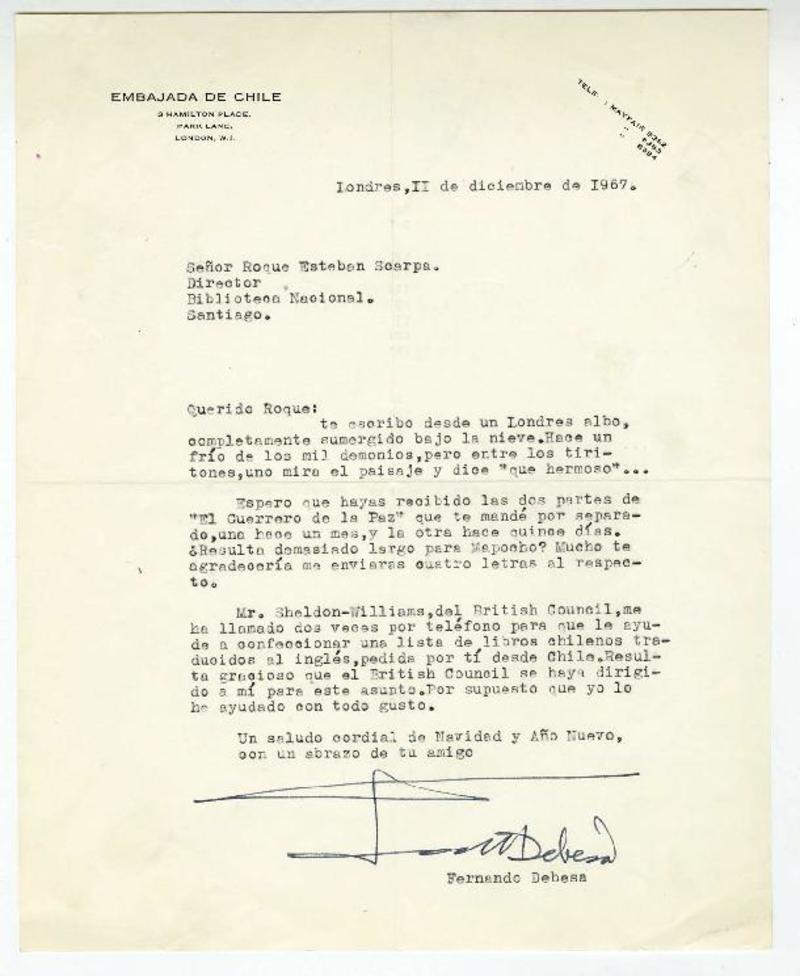 EMBAJADA DE CHILE
3 HAMILTON PLACE,
PARK LANE,
LONDON, W.1.
MAYFAIR
Londres,II de diciembre de I967.
Señor Roque Esteban Scarpa.
Director
Biblioteca Nacional.
Santiago.
Querido Roque:
te escribo desde un Londres albo,
completamente sumergido bajo la nieve.Hace un
frío de los mil demonios,pero entre los tiri-
tones,uno mira el paisaje y dice "que hermoso"...
Espero que hayas recibido las dos partes de
"El Guerrero de la Paz" que te mandé por separa-
do,una hace un mes,y la otra hace quince días.
¿Resulta demasiado largo para Mapocho? Mucho te
agradecería me enviaras cuatro letras al respec-
to.
Mr. Sheldon-Williams,del British Council,me
ha llamado dos veces por teléfono para que le ayu-
de a confeccionar una lista de libros chilenos tra-
ducidos al inglés,pedida por tí desde Chile.Resul-
ta gracioso que el British Council se haya dirigi-
do a mí para este asunto.Por supuesto que yo lo
he ayudado con todo gusto.
Un saludo cordial de Navidad y Año Nuevo,
con un abrazo de tu amigo
Debesa
Fernando Debesa